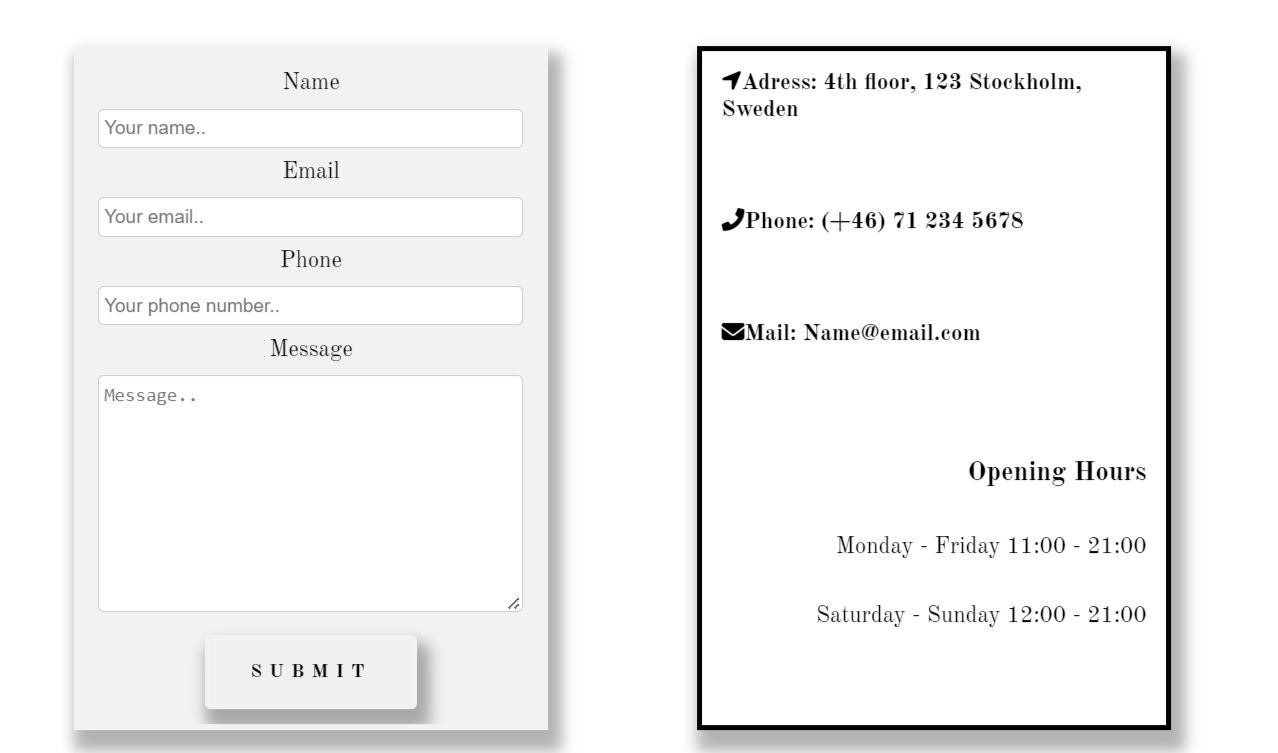 Name
Your name..
Email
Your email..
Phone
Your phone number..
Message
Message..
SUBMIT
Adress: 4th floor, 123 Stockholm,
Sweden
Phone: (+46) 71 234 5678
Mail: Name@email.com
Opening Hours
Monday - Friday 11:00 - 21:00
Saturday - Sunday 12:00 - 21:00